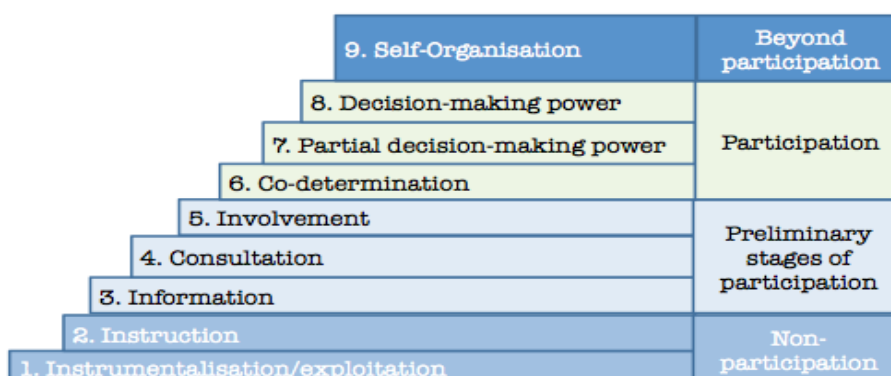 9. Self-Organisation
Beyond
participation
8. Decision-making power
7. Partial decision-making power
Participation
6. Co-determination
5. Involvement
4. Consultation
3. Information
Preliminary
stages of
participation
2. Instruction
1. Instrumentalisation/exploitation
Non-
participation